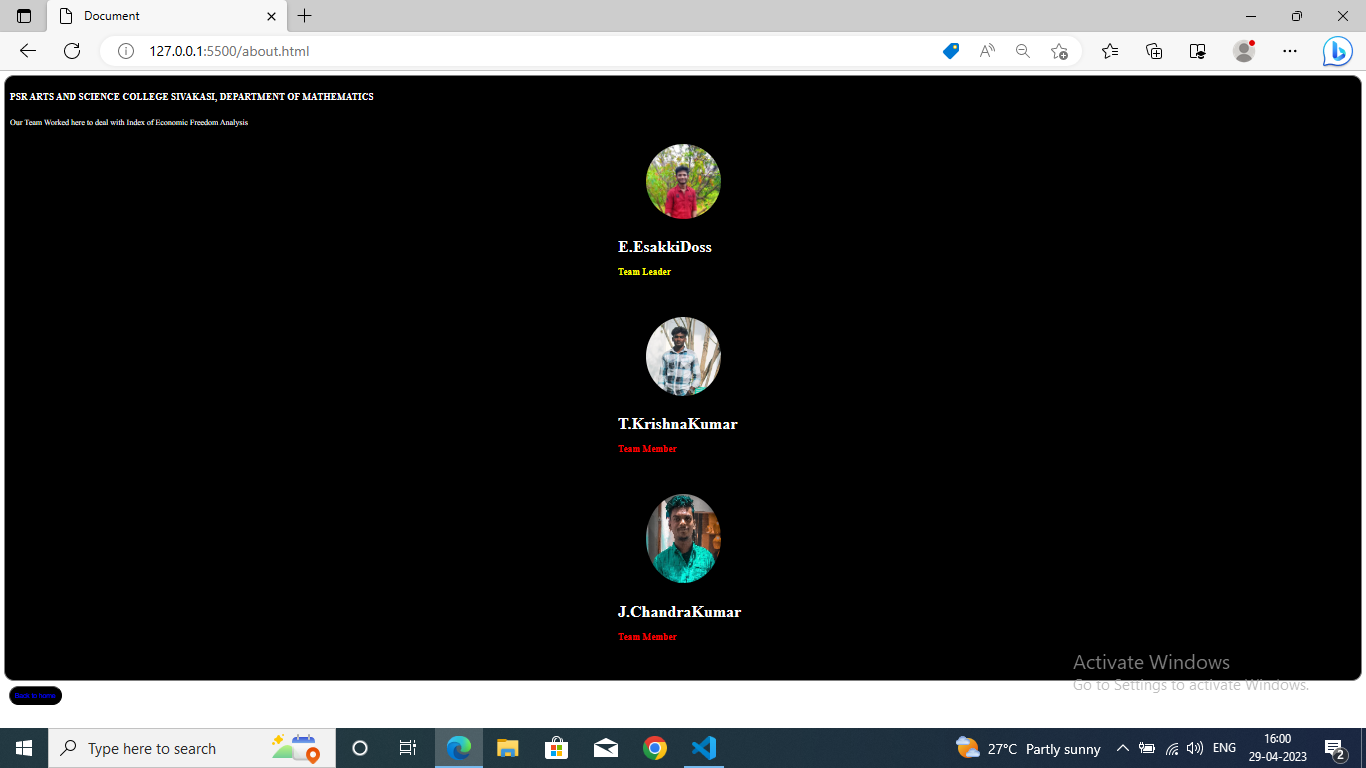 Document
127.0.0.1:5500/about.html
PSR ARTS AND SCIENCE COLLEGE SIVAKASI, DEPARTMENT OF MATHEMATICS
Our Team Worked here to deal with Index of Economic Freedom Analysis
E.EsakkiDoss
Team Leader
T.KrishnaKumar
Team Member
J.ChandraKumar
Team Member
Activate Windows
Go to Settings to activate Windows.
Type here to search
27°C Partly sunny
ENG
16:00
29-04-2023
2